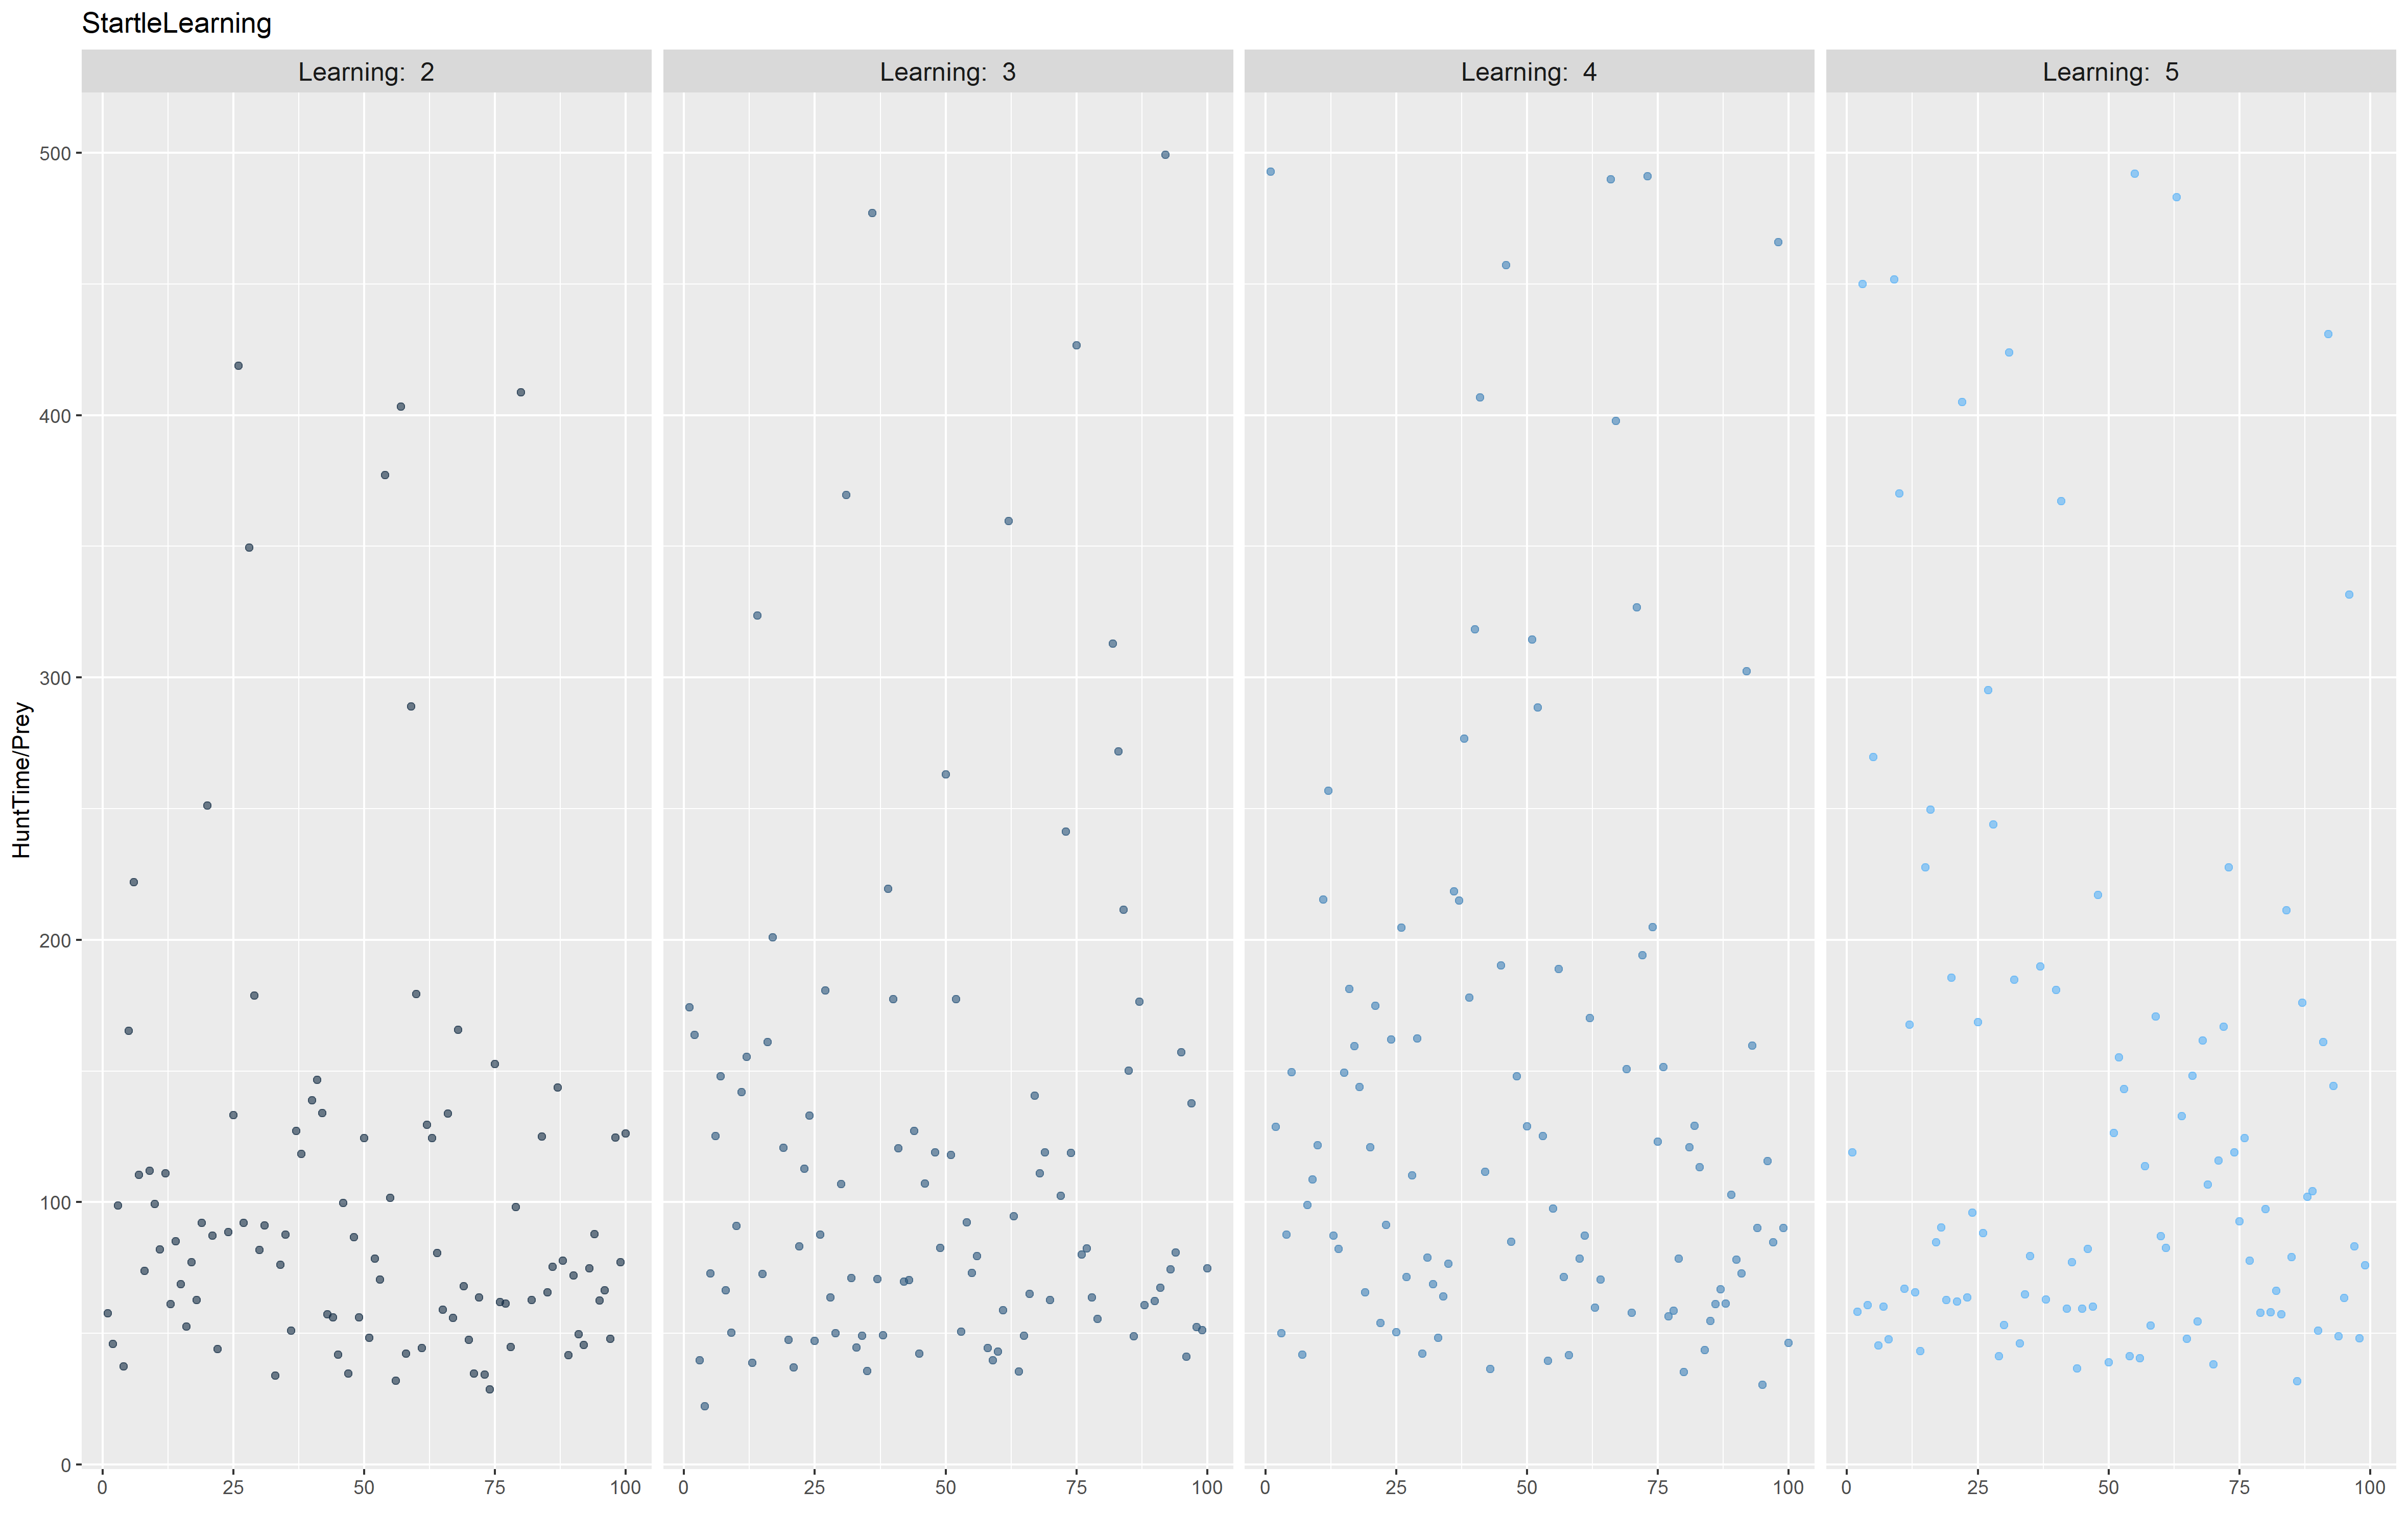 StartleLearning
Learning:  2
Learning:  3
Learning:  4
Learning:  5
HuntTime/Prey
500
400
300
200
100
0
0 25 50 75 100
0 25 50 75 100
0 25 50 75 100
0 25 50 75 100